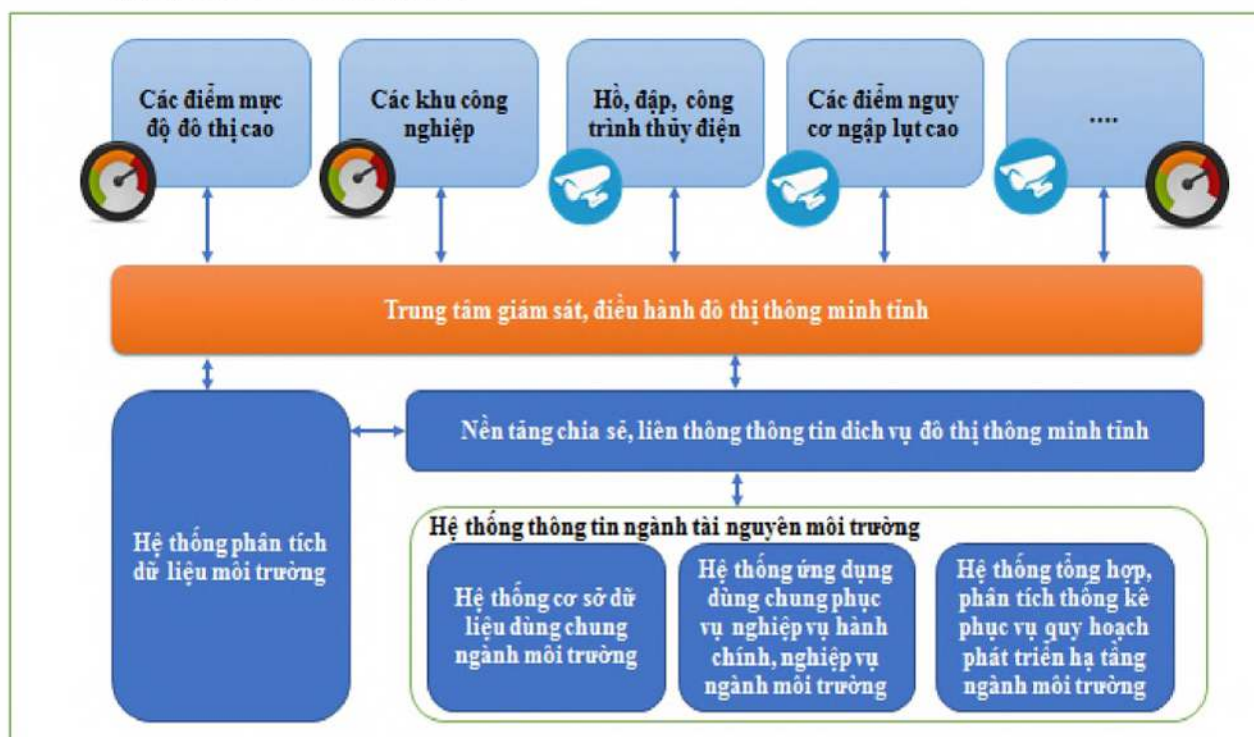 Các điểm mực
độ đô thị cao
Các khu công
nghiệp
Hồ, đập, công
trình thủy điện
Các điểm nguy
cơ ngập lụt cao
....
Trung tâm giám sát, điều hành đô thị thông minh tỉnh
Nền tảng chia sẻ, liên thông thông tin dich vụ đô thị thông minh tỉnh
Hệ thống phân tích
dữ liệu môi trường
Hệ thống thông tin ngành tài nguyên môi trường
Hệ thống cơ sở dữ
liệu dùng chung
ngành môi trường
Hệ thống ứng dụng
dùng chung phục
vụ nghiệp vụ hành
chính, nghiệp vụ
ngành môi trường
Hệ thống tổng hợp,
phân tích thống kê
phục vụ quy hoạch
phát triển hạ tầng
ngành môi trường